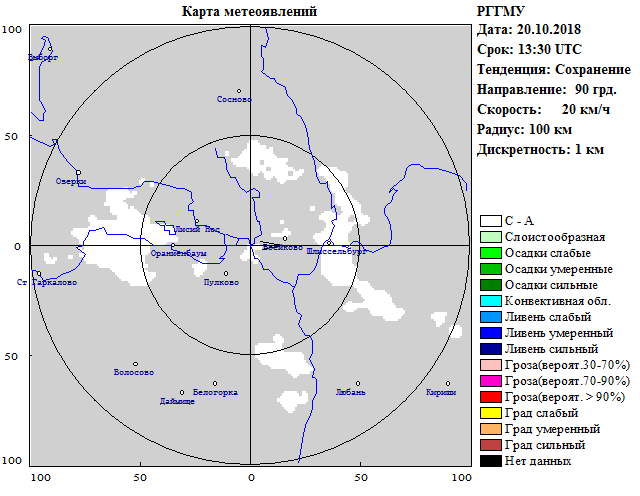 Карта метеоявлений
РГГМУ
Дата: 20.10.2018
Срок: 13:30 UTC
Тенденция: Сохранение
Направление: 90 грд.
Скорость: 20 км/ч
Радиус: 100 км
Дискретность: 1 км
100
50
0
50
100
100
50
0
50
100
Выборг
Сосново
Озерки
Лисий Нос
Ораниенбаум
Шлиссельбург
Ст Гаркалово
Пулково
Волосово
Даймище
Белогорка
Любань
Кириши
С - А
Слоистообразная
Осадки слабые
Осадки умеренные
Осадки сильные
Конвективная обл.
Ливень слабый
Ливень умеренный
Ливень сильный
Гроза(вероят.30-70%)
Гроза(вероят.70-90%)
Гроза(вероят. > 90%)
Град слабый
Град умеренный
Град сильный
Нет данных